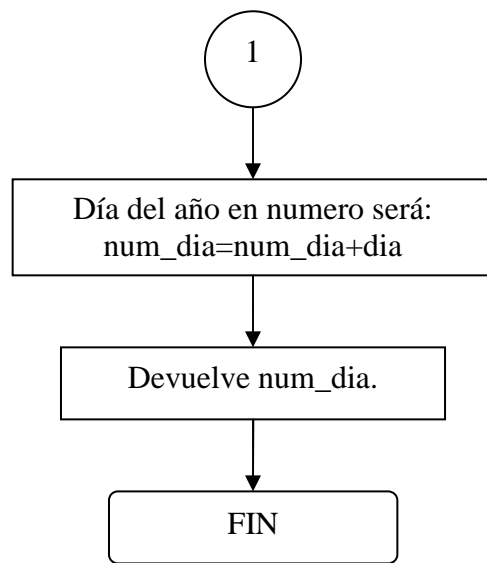 1
Día del año en numero será:
num_dia=num_dia+dia
Devuelve num_dia.
FIN